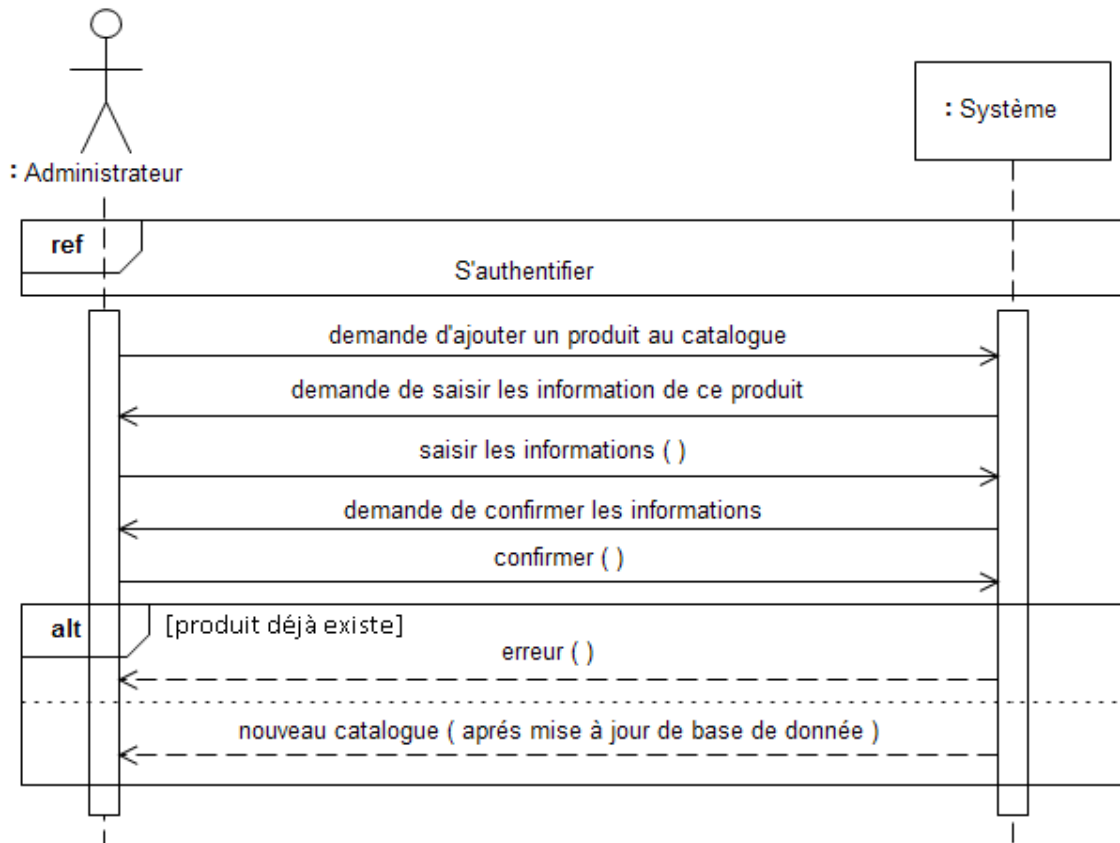 : Système
: Administrateur
ref
S'authentifier
demande d'ajouter un produit au catalogue
demande de saisir les information de ce produit
saisir les informations ( )
demande de confirmer les informations
confirmer ( )
alt
[produit déjà existe]
erreur ( )
nouveau catalogue ( aprés mise à jour de base de donnée )